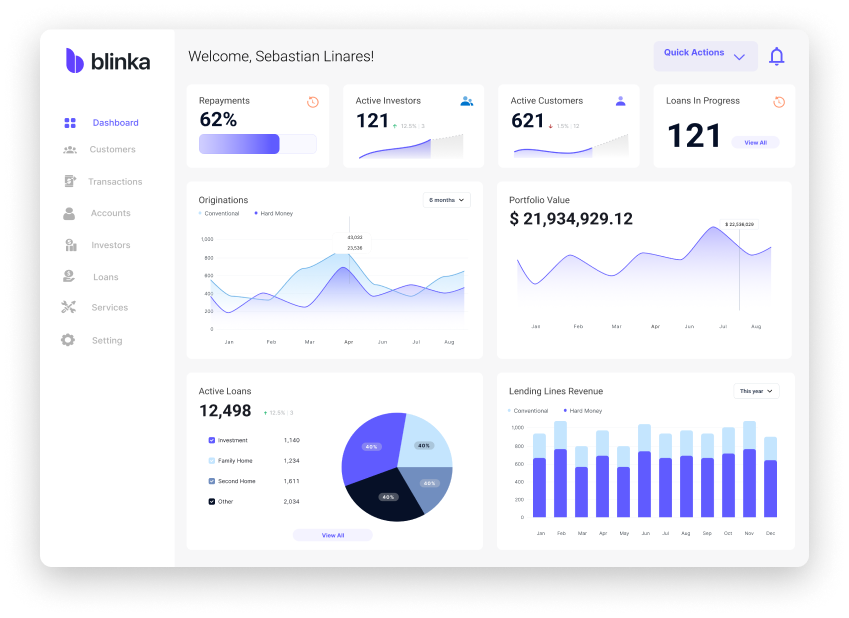 blinka
Welcome, Sebastian Linares!
Quick Actions
Dashboard
Customers
Transactions
Accounts
Investors
Loans
Services
Setting
Repayments
62%
Active Investors
121
12.5% : 3
Active Customers
621
1.5% : 12
Loans In Progress
121
View All
Originations
6 months
Conventional
Hard Money
43,033
23,536
1,000
800
600
400
200
0
Jan Feb Mar Apr Jun Jul Aug
Portfolio Value
$ 21,934,929.12
Jan Feb Mar Apr Jun Jul Aug
Active Loans
12,498
12.5% : 3
Investment 1,140
Family Home 1,234
Second Home 1,611
Other 2,034
40%
40%
40%
40%
View All
Lending Lines Revenue
This year
Conventional
Hard Money
1,000
800
600
400
200
0
Jan Feb Mar Apr May Jun Jul Aug Sep Oct Nov Dec